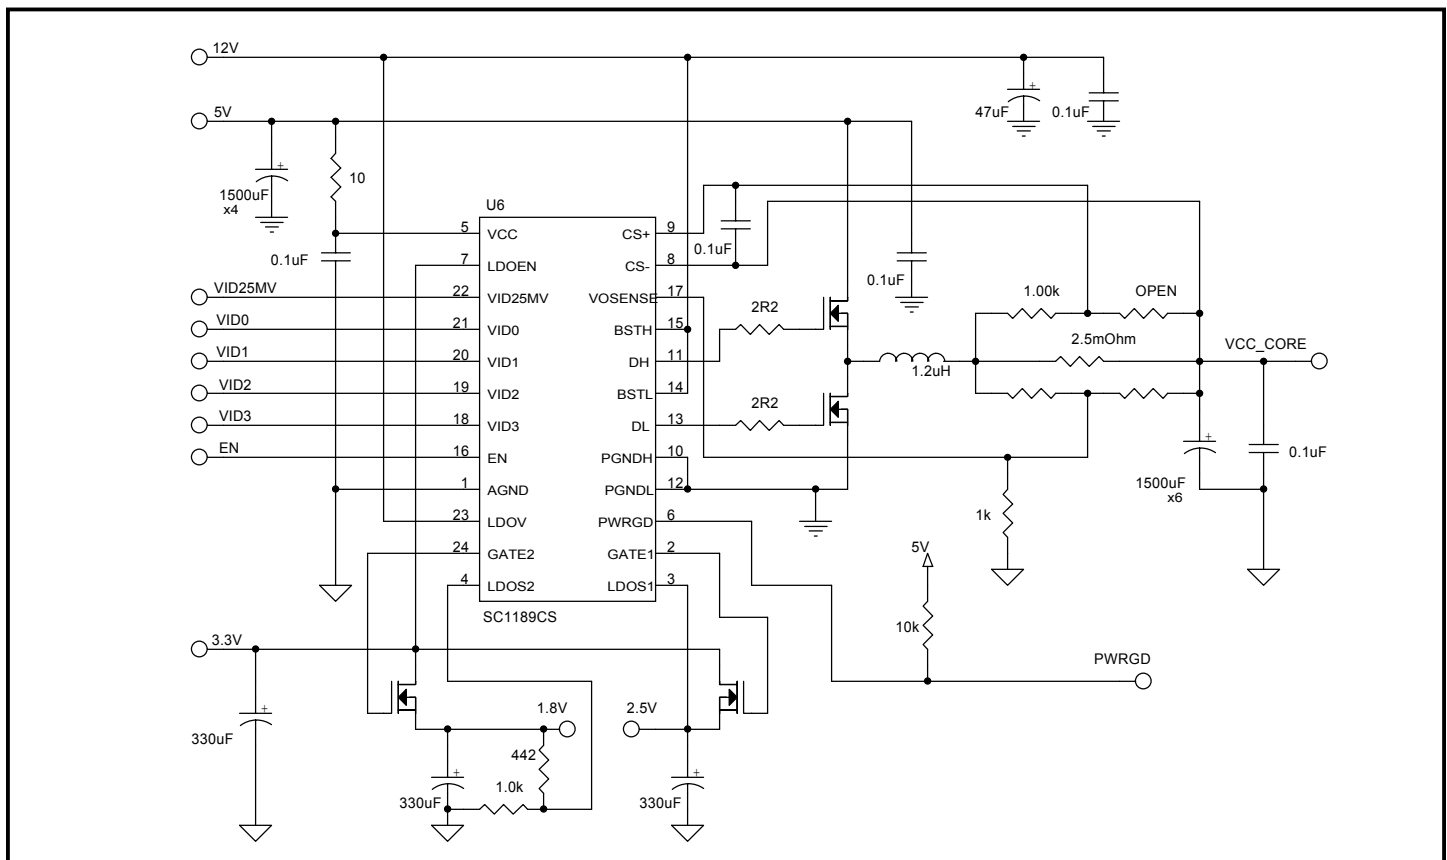 12V
+
47uF
0.1uF
5V
+
1500uF
x4
10
0.1uF
U6
5 VCC CS+ 9
7 LDOEN CS- 8
22 VID25MV VOSENSE 17
21 VID0 BSTH 15
20 VID1 DH 11
19 VID2 BSTL 14
18 VID3 DL 13
16 EN PGNDH 10
1 AGND PGNDL 12
23 LDOV PWRGD 6
24 GATE2 GATE1 2
4 LDOS2 LDOS1 3
SC1189CS
VID25MV
VID0
VID1
VID2
VID3
EN
0.1uF
0.1uF
2R2
2R2
1.2uH
1.00k
OPEN
2.5mOhm
VCC_CORE
+
1500uF
x6
0.1uF
1k
5V
10k
PWRGD
3.3V
+
330uF
1.8V
442
1.0k
+
330uF
2.5V
+
330uF